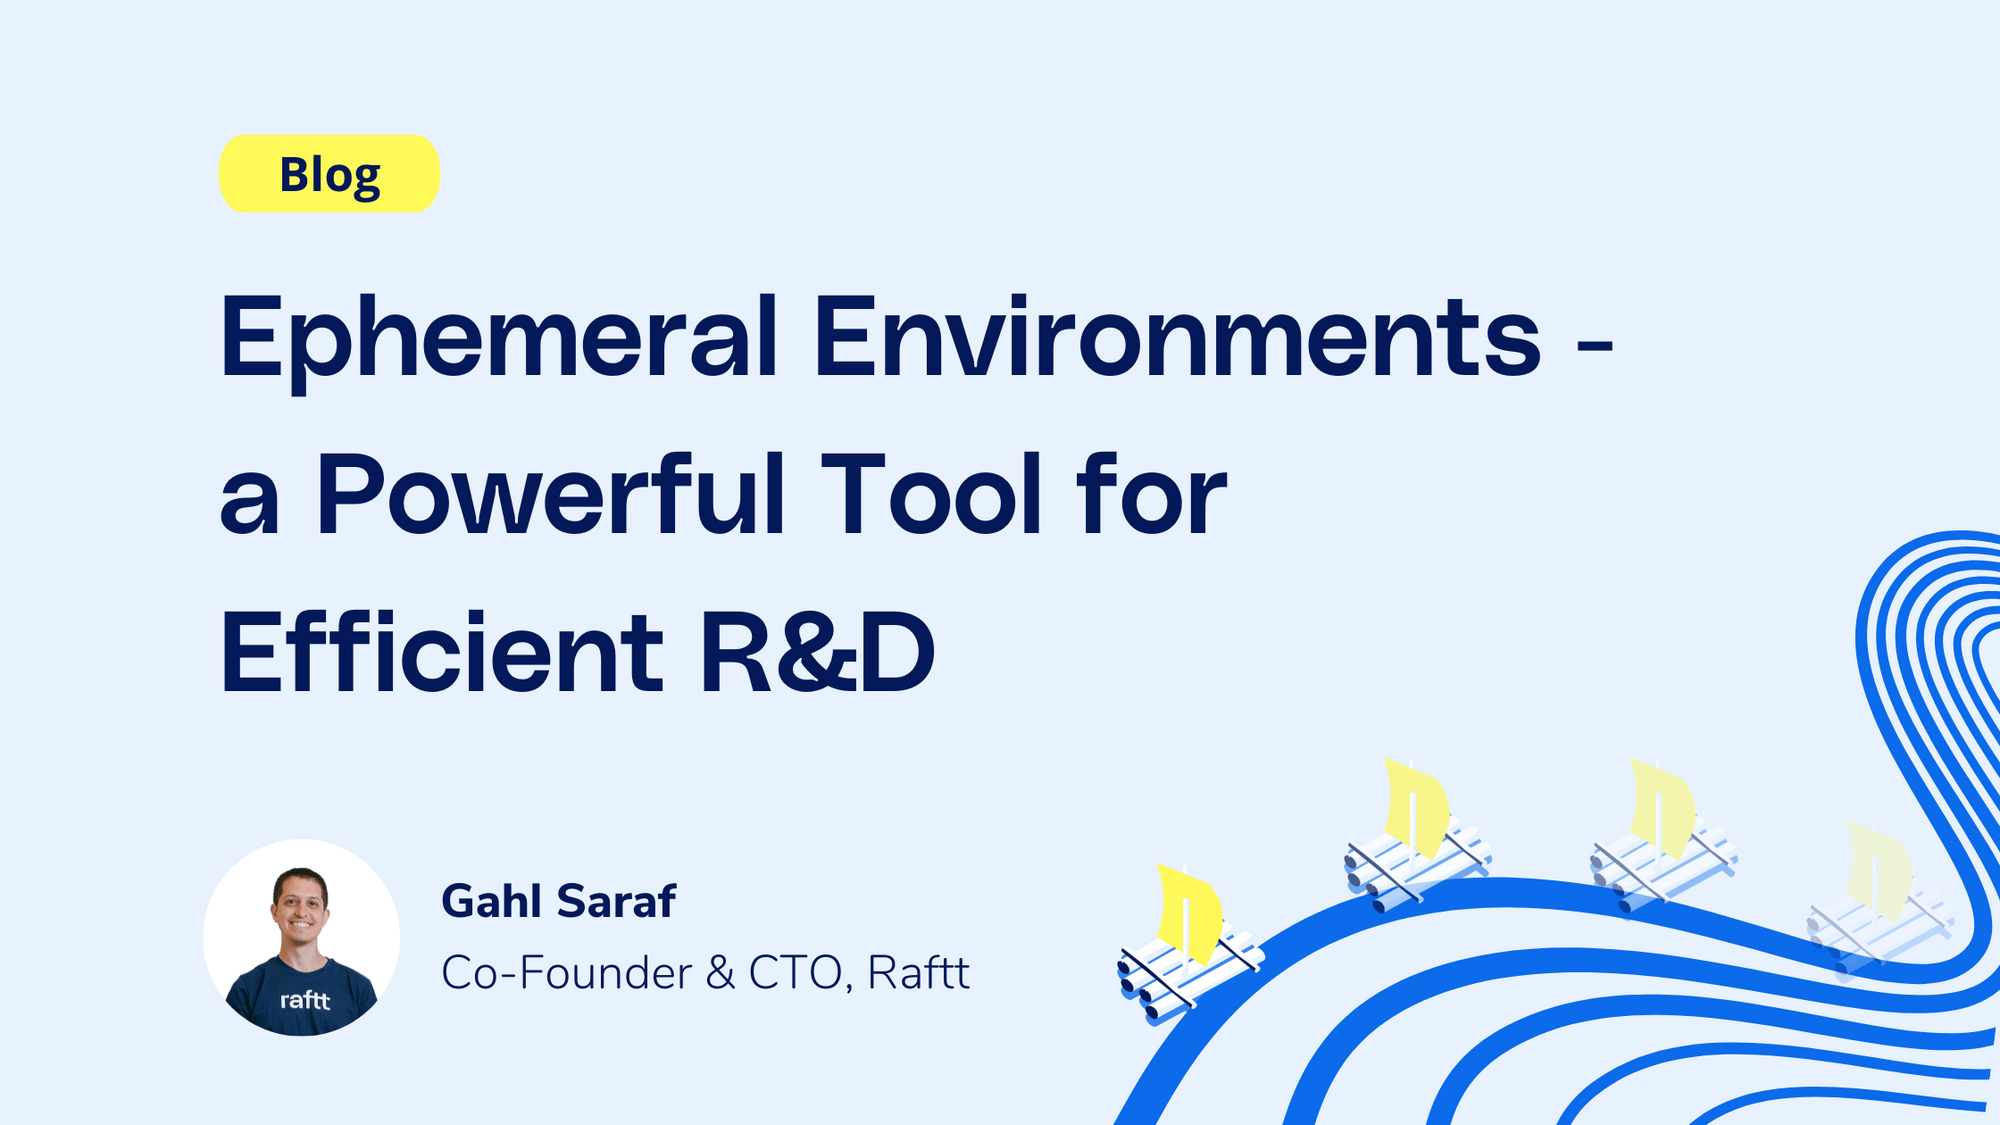 Blog
Ephemeral Environments -
a Powerful Tool for
Efficient R&D
Gahl Saraf
Co-Founder & CTO, Raftt
raftt